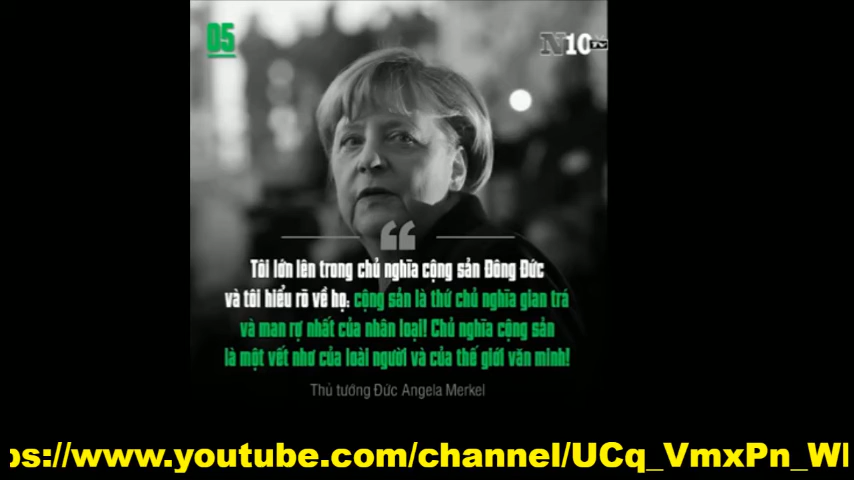 05
N10 TV
Tôi lớn lên trong chủ nghĩa cộng sản Đông Đức
và tôi hiểu rõ về họ: cộng sản là thứ chủ nghĩa gian trá
và man rợ nhất của nhân loại! Chủ nghĩa cộng sản
là một vết nhơ của loài người và của thế giới văn minh!
Thủ tướng Đức Angela Merkel
ps://www.youtube.com/channel/UCq_VmxPn_Wl